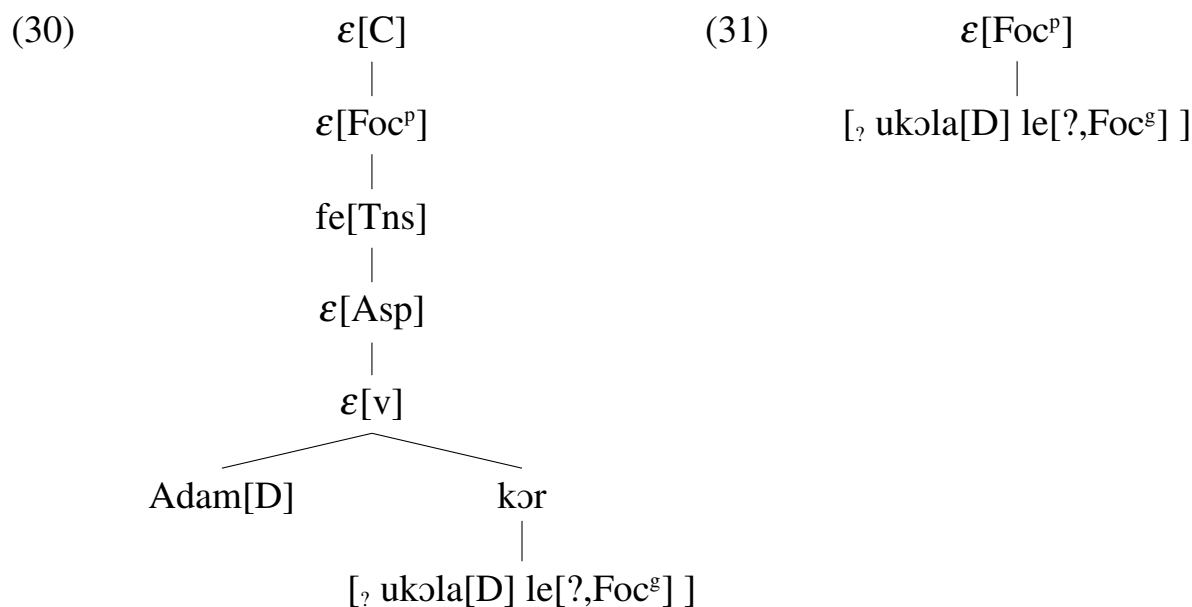 (30) ε[C] (31) ε[Focᵖ]
ε[Focᵖ] [? ukɔla[D] le[?,Focᵍ] ]
fe[Tns]
ε[Asp]
ε[v]
Adam[D] kɔr
[? ukɔla[D] le[?,Focᵍ] ]